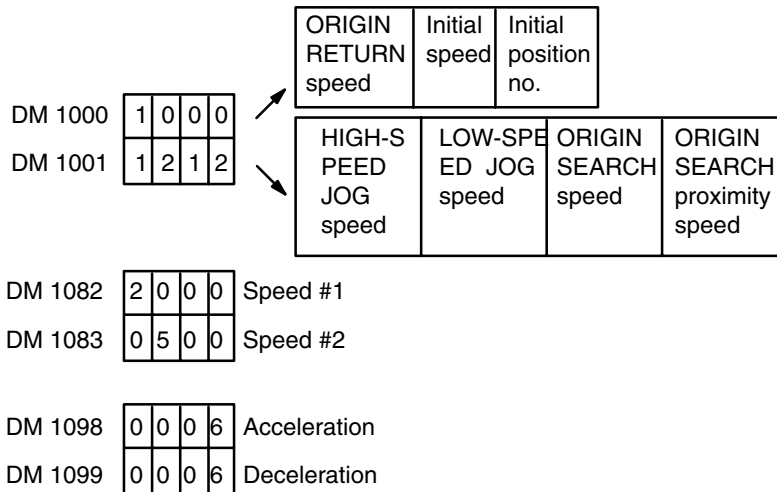 ORIGIN RETURN speed
Initial speed
Initial position no.
DM 1000 1 0 0 0
DM 1001 1 2 1 2
HIGH-S PEED JOG speed
LOW-SPE ED JOG speed
ORIGIN SEARCH speed
ORIGIN SEARCH proximity speed
DM 1082 2 0 0 0 Speed #1
DM 1083 0 5 0 0 Speed #2
DM 1098 0 0 0 6 Acceleration
DM 1099 0 0 0 6 Deceleration